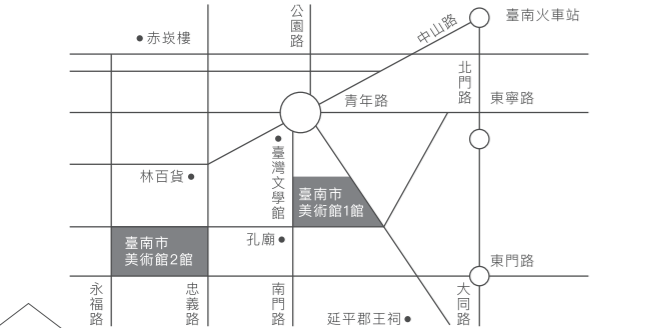 公園路
中山路
臺南火車站
赤崁樓
北門路
青年路
東寧路
臺灣文學館
林百貨
臺南市
美術館1館
孔廟
臺南市
美術館2館
東門路
永福路
忠義路
南門路
大同路
延平郡王祠